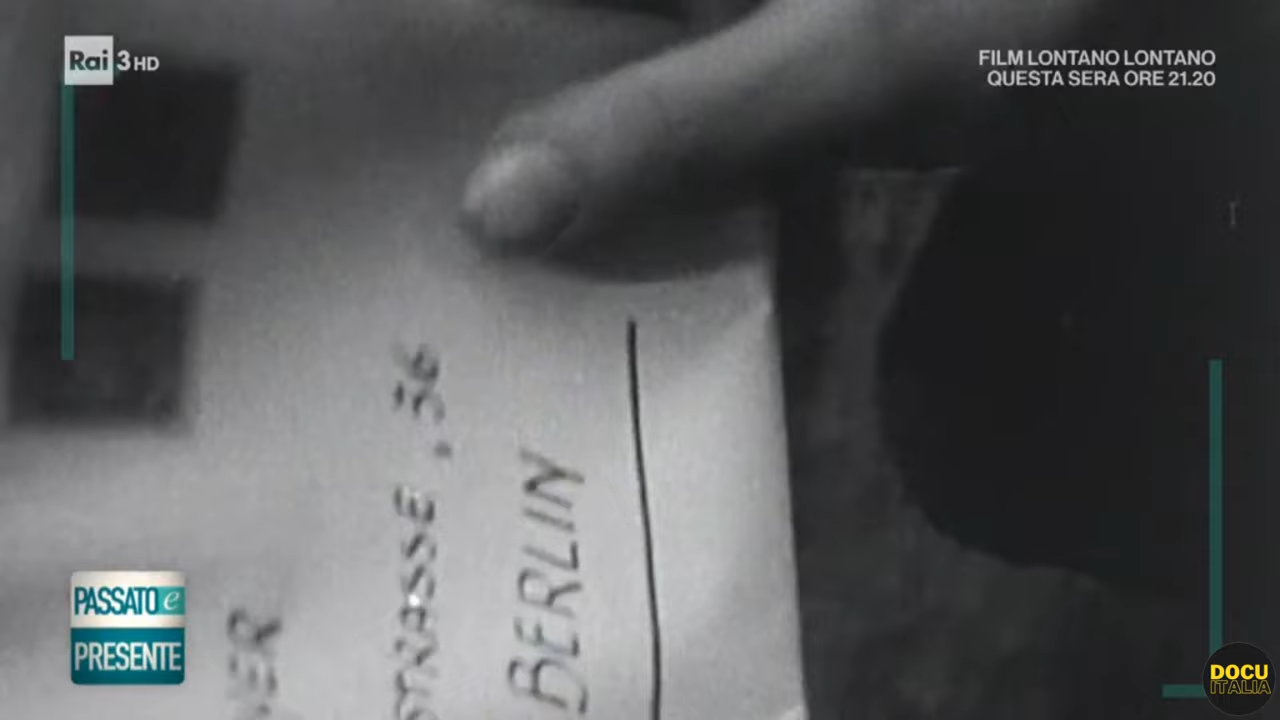 Rai 3 HD
FILM LONTANO LONTANO
QUESTA SERA ORE 21.20
STRASSE, 36
BERLIN
PASSATO e
PRESENTE
DOCU
ITALIA